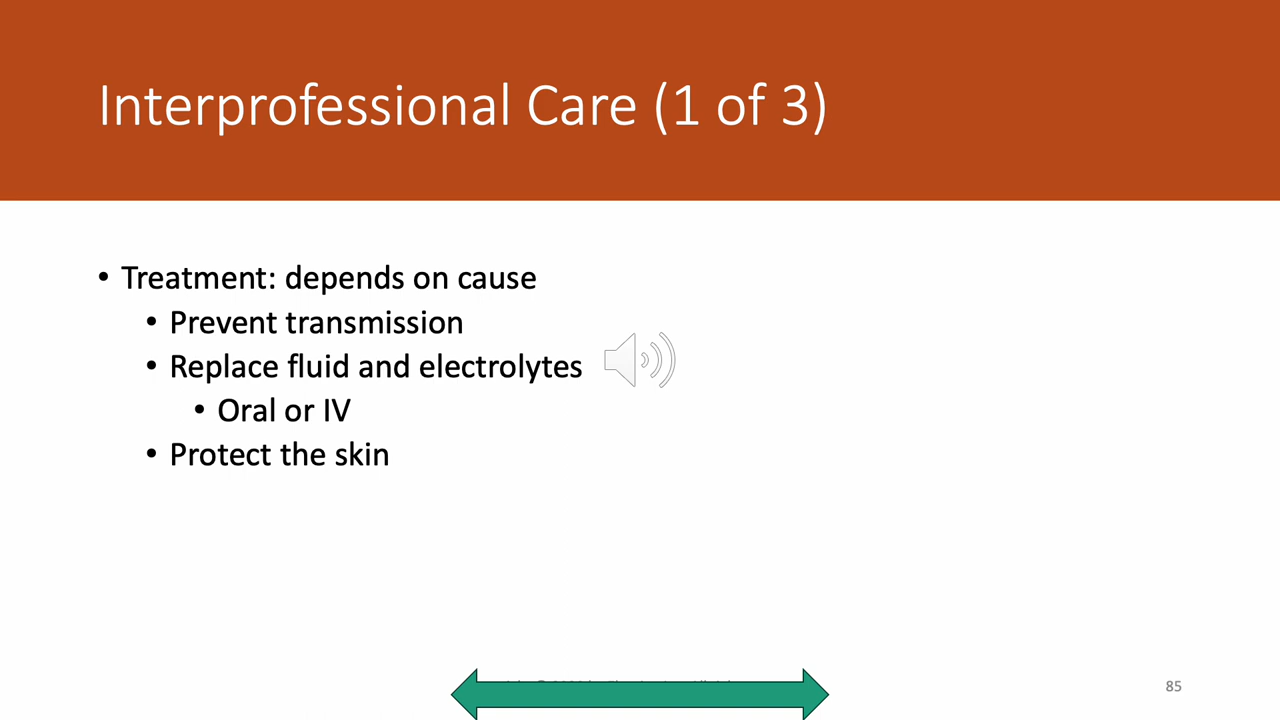 Interprofessional Care (1 of 3)
• Treatment: depends on cause
• Prevent transmission
• Replace fluid and electrolytes
• Oral or IV
• Protect the skin
85